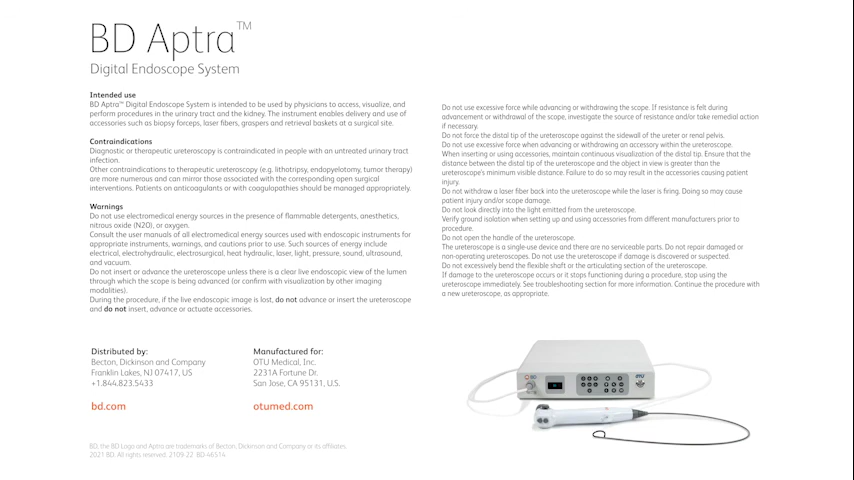 BD Aptra™
Digital Endoscope System
Intended use
BD Aptra™ Digital Endoscope System is intended to be used by physicians to access, visualize, and
perform procedures in the urinary tract and the kidney. The instrument enables delivery and use of
accessories such as biopsy forceps, laser fibers, graspers and retrieval baskets at a surgical site.
Contraindications
Diagnostic or therapeutic ureteroscopy is contraindicated in people with an untreated urinary tract
infection.
Other contraindications to therapeutic ureteroscopy (e.g. lithotripsy, endopyelotomy, tumor therapy)
are more numerous and can mirror those associated with the corresponding open surgical
interventions. Patients on anticoagulants or with coagulopathies should be managed appropriately.
Warnings
Do not use electromedical energy sources in the presence of flammable detergents, anesthetics,
nitrous oxide (N2O), or oxygen.
Consult the user manuals of all electromedical energy sources used with endoscopic instruments for
appropriate instruments, warnings, and cautions prior to use. Such sources of energy include
electrical, electrohydraulic, electrosurgical, heat hydraulic, laser, light, pressure, sound, ultrasound,
and vacuum.
Do not insert or advance the ureteroscope unless there is a clear live endoscopic view of the lumen
through which the scope is being advanced (or confirm with visualization by other imaging
modalities).
During the procedure, if the live endoscopic image is lost, do not advance or insert the ureteroscope
and do not insert, advance or actuate accessories.
Do not use excessive force while advancing or withdrawing the scope. If resistance is felt during
advancement or withdrawal of the scope, investigate the source of resistance and/or take remedial action
if necessary.
Do not force the distal tip of the ureteroscope against the sidewall of the ureter or renal pelvis.
Do not use excessive force when advancing or withdrawing an accessory within the ureteroscope.
When inserting or using accessories, maintain continuous visualization of the distal tip. Ensure that the
distance between the distal tip of the ureteroscope and the object in view is greater than the
ureteroscope's minimum visible distance. Failure to do so may result in the accessories causing patient
injury.
Do not withdraw a laser fiber back into the ureteroscope while the laser is firing. Doing so may cause
patient injury and/or scope damage.
Do not look directly into the light emitted from the ureteroscope.
Verify ground isolation when setting up and using accessories from different manufacturers prior to
procedure.
Do not open the handle of the ureteroscope.
The ureteroscope is a single-use device and there are no serviceable parts. Do not repair damaged or
non-operating ureteroscopes. Do not use the ureteroscope if damage is discovered or suspected.
Do not excessively bend the flexible shaft or the articulating section of the ureteroscope.
If damage to the ureteroscope occurs or it stops functioning during a procedure, stop using the
ureteroscope immediately. See troubleshooting section for more information. Continue the procedure with
a new ureteroscope, as appropriate.
Distributed by:
Becton, Dickinson and Company
Franklin Lakes, NJ 07417, US
+1.844.823.5433
bd.com
Manufactured for:
OTU Medical, Inc.
2231A Fortune Dr.
San Jose, CA 95131, U.S.
otumed.com
BD
OTU
BD, the BD Logo and Aptra are trademarks of Becton, Dickinson and Company or its affiliates.
2021 BD. All rights reserved. 2109-22 BD-46514